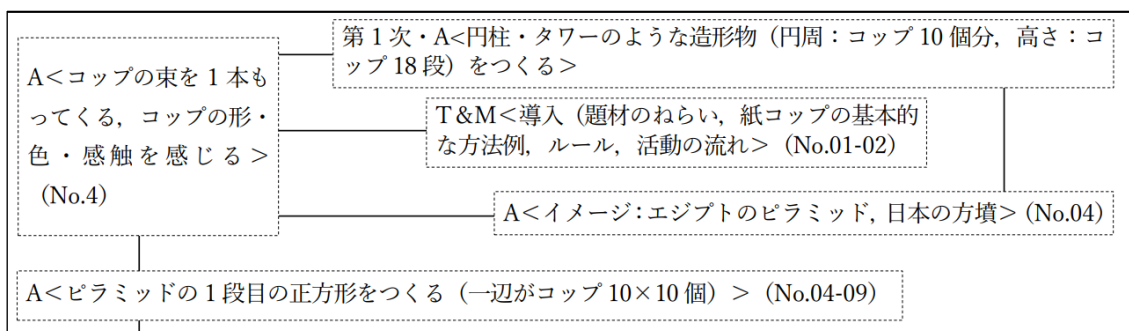 第1次・A<円柱・タワーのような造形物(円周:コップ10個分,高さ:コ
ップ18段)をつくる>
A<コップの束を1本も
ってくる,コップの形・
色・感触を感じる>
(No.4)
T&M<導入(題材のねらい,紙コップの基本的
な方法例,ルール,活動の流れ>(No.01-02)
A<イメージ:エジプトのピラミッド,日本の方墳>(No.04)
A<ピラミッドの1段目の正方形をつくる(一辺がコップ10×10個)>(No.04-09)